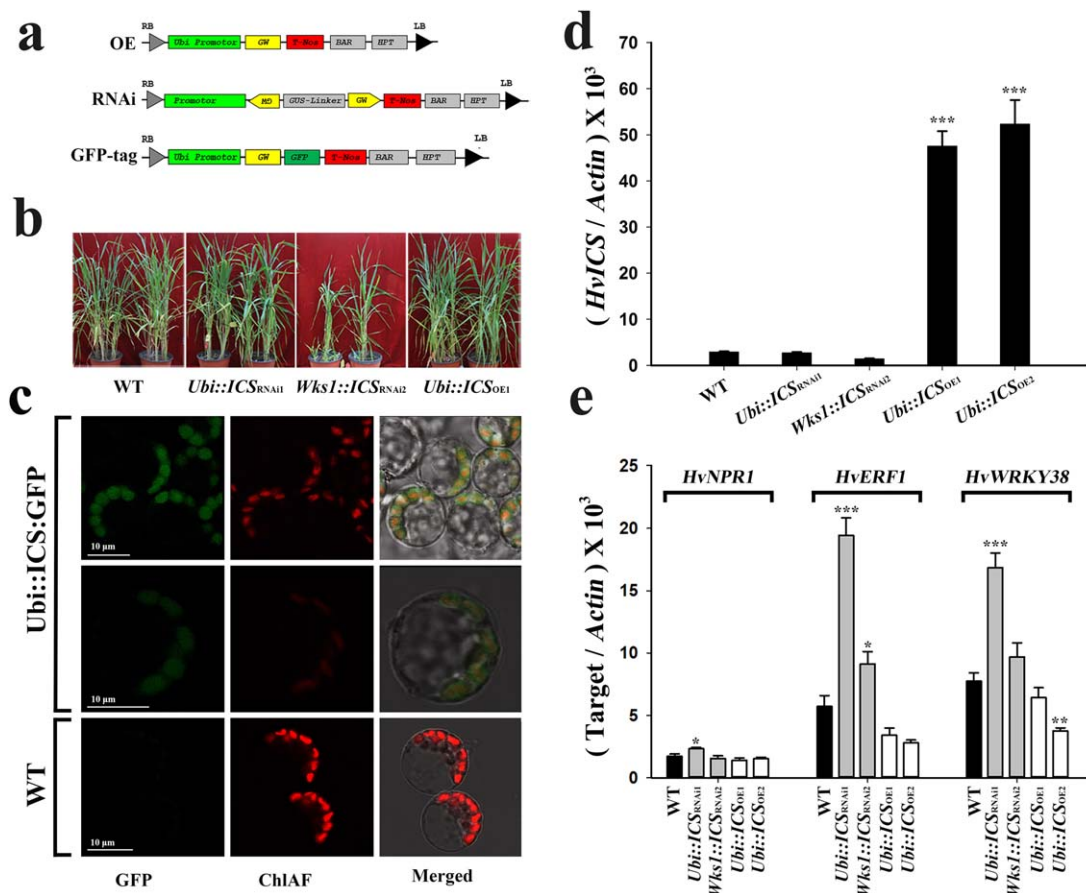 a
RB
LB
OE
Ubi Promotor
GW
T-Nos
BAR
HPT
RB
LB
RNAi
Promotor
GUS-Linker
GW
T-Nos
BAR
HPT
RB
LB
GFP-tag
Ubi Promotor
GW
GFP
T-Nos
BAR
HPT
b
WT
Ubi::ICSRNAi1
Wks1::ICSRNAi2
Ubi::ICSOE1
c
Ubi::ICS:GFP
10 µm
10 µm
WT
10 µm
GFP
ChlAF
Merged
d
( HvICS / Actin ) X 10³
70
60
50
40
30
20
10
0
***
***
WT
Ubi::ICSRNAi1
Wks1::ICSRNAi2
Ubi::ICSOE1
Ubi::ICSOE2
e
( Target / Actin ) X 10³
25
20
15
10
5
0
HvNPR1
HvERF1
HvWRKY38
*
***
*
***
**
WT
Ubi::ICSRNAi1
Wks1::ICSRNAi2
Ubi::ICSOE1
Ubi::ICSOE2
WT
Ubi::ICSRNAi1
Wks1::ICSRNAi2
Ubi::ICSOE1
Ubi::ICSOE2
WT
Ubi::ICSRNAi1
Wks1::ICSRNAi2
Ubi::ICSOE1
Ubi::ICSOE2